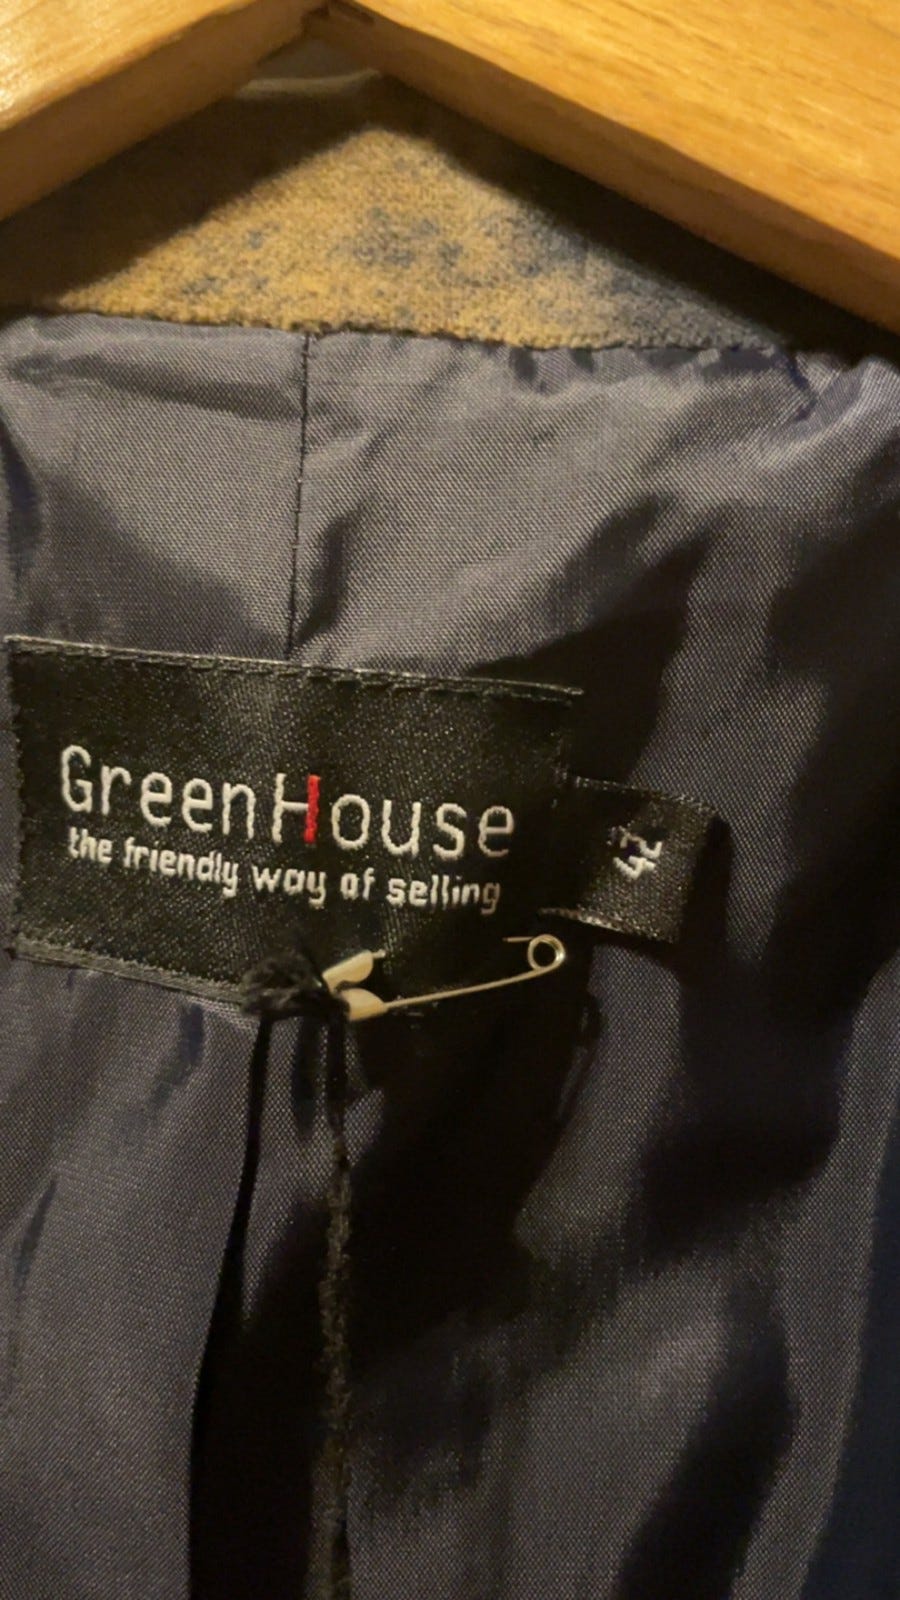 GreenHouse
the friendly way of selling
42